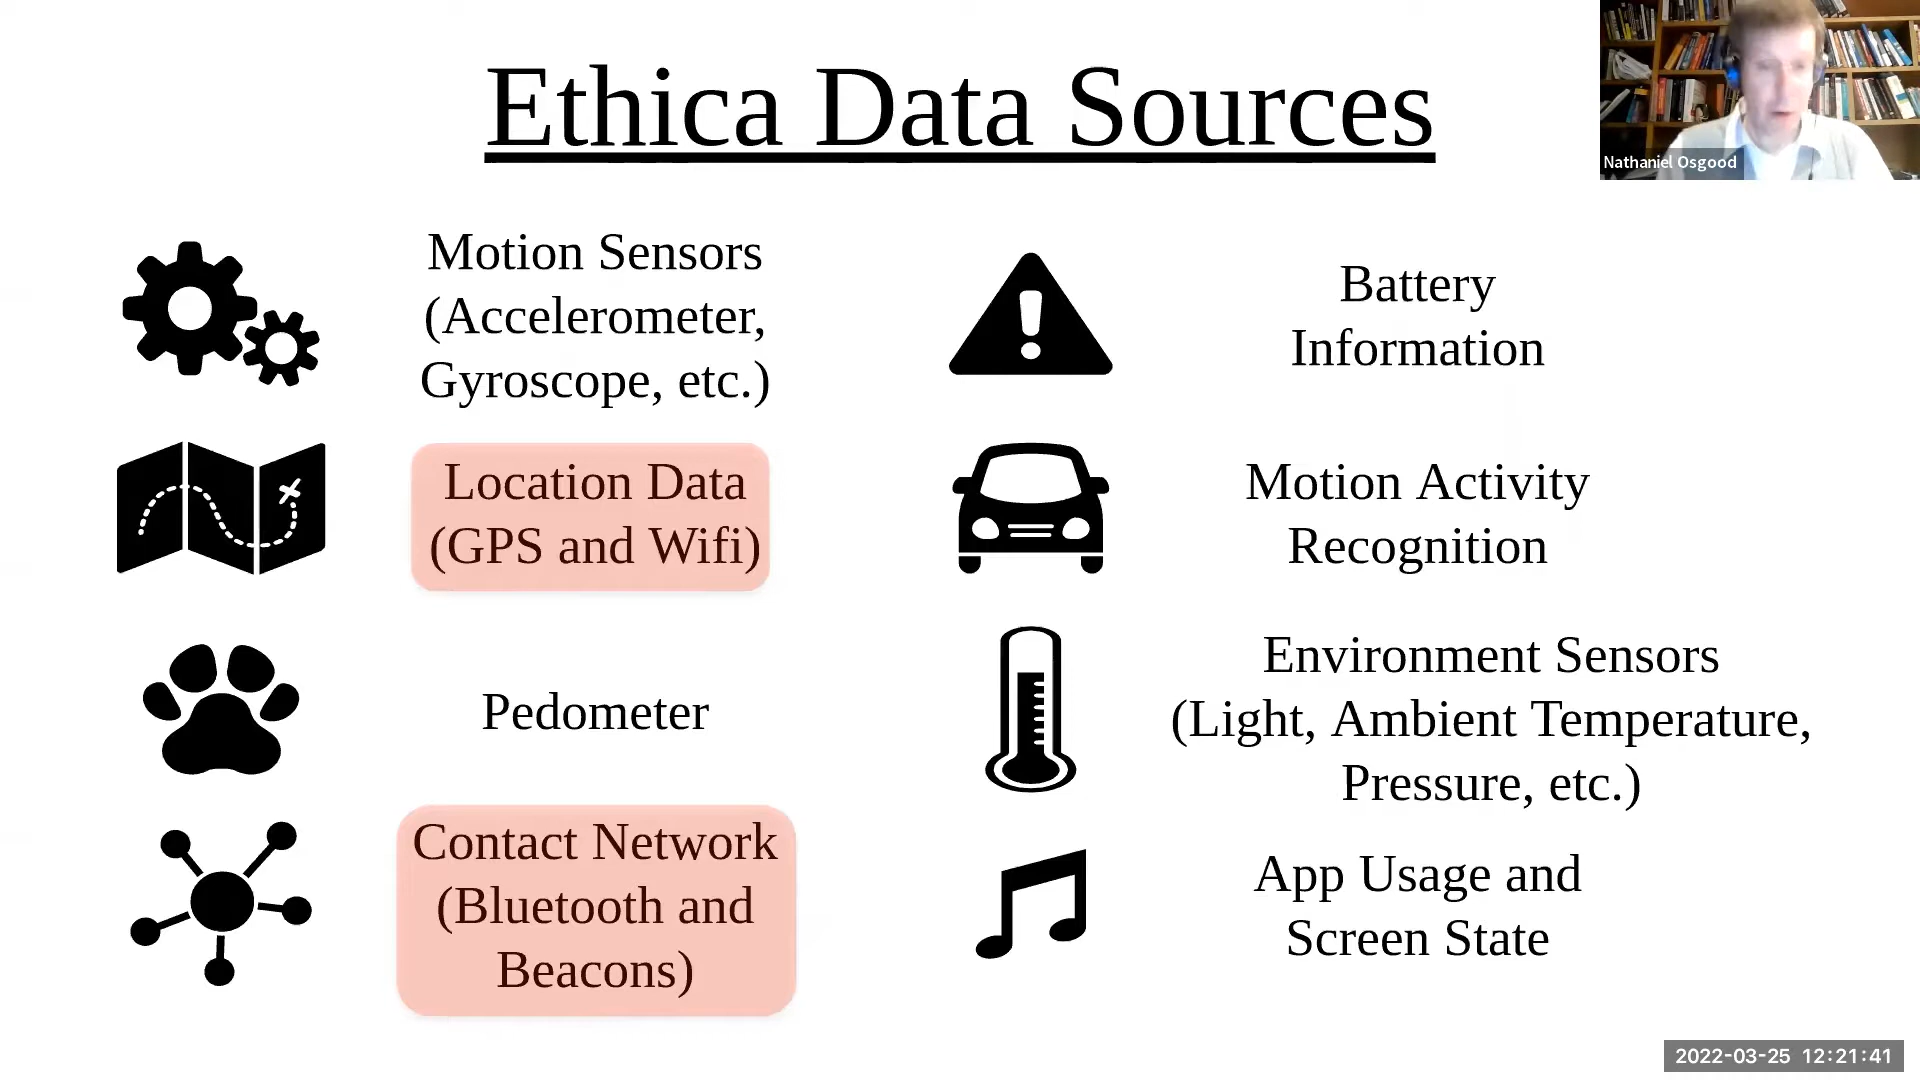 Ethica Data Sources
Nathaniel Osgood
Motion Sensors
(Accelerometer,
Gyroscope, etc.)
Battery
Information
Location Data
(GPS and Wifi)
Motion Activity
Recognition
Pedometer
Environment Sensors
(Light, Ambient Temperature,
Pressure, etc.)
Contact Network
(Bluetooth and
Beacons)
App Usage and
Screen State
2022-03-25 12:21:41